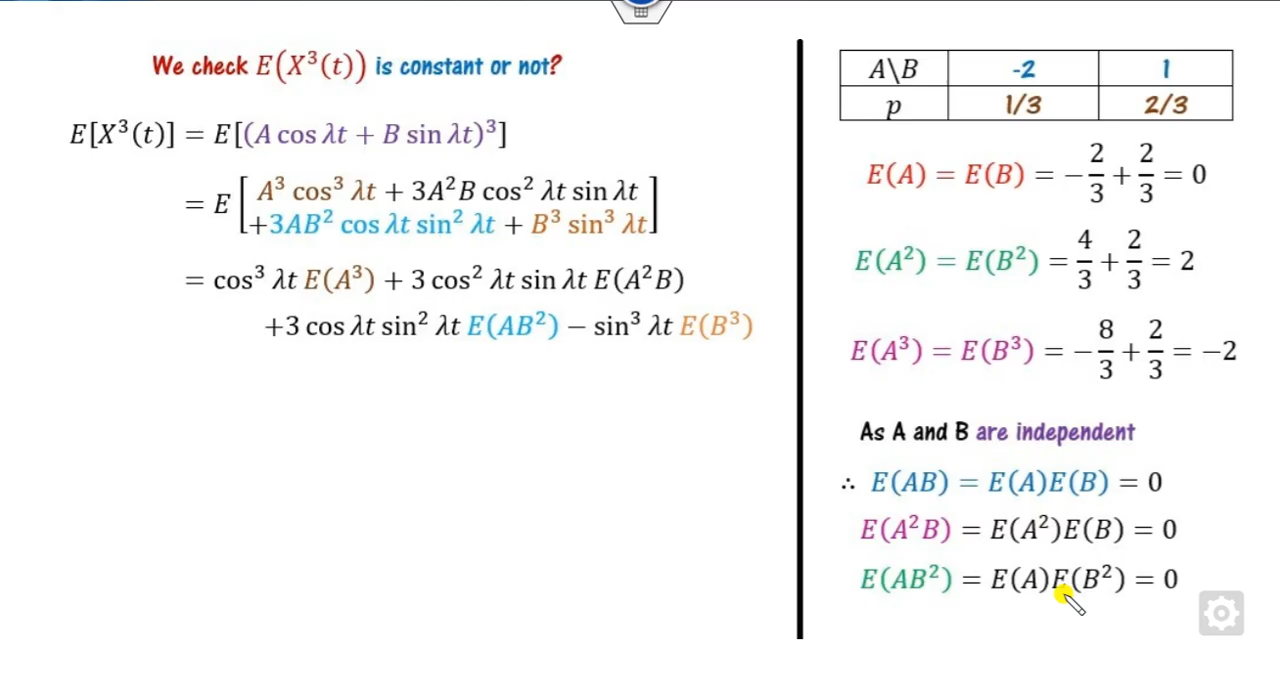 We check E(X³(t)) is constant or not?
E[X³(t)] = E[(A cos λt + B sin λt)³]
= E [ A³ cos³ λt + 3A²B cos² λt sin λt
+3AB² cos λt sin² λt + B³ sin³ λt ]
= cos³ λt E(A³) + 3 cos² λt sin λt E(A²B)
+3 cos λt sin² λt E(AB²) − sin³ λt E(B³)
A\B -2 1
p 1/3 2/3
E(A) = E(B) = −2/3 + 2/3 = 0
E(A²) = E(B²) = 4/3 + 2/3 = 2
E(A³) = E(B³) = −8/3 + 2/3 = −2
As A and B are independent
∴ E(AB) = E(A)E(B) = 0
E(A²B) = E(A²)E(B) = 0
E(AB²) = E(A)E(B²) = 0